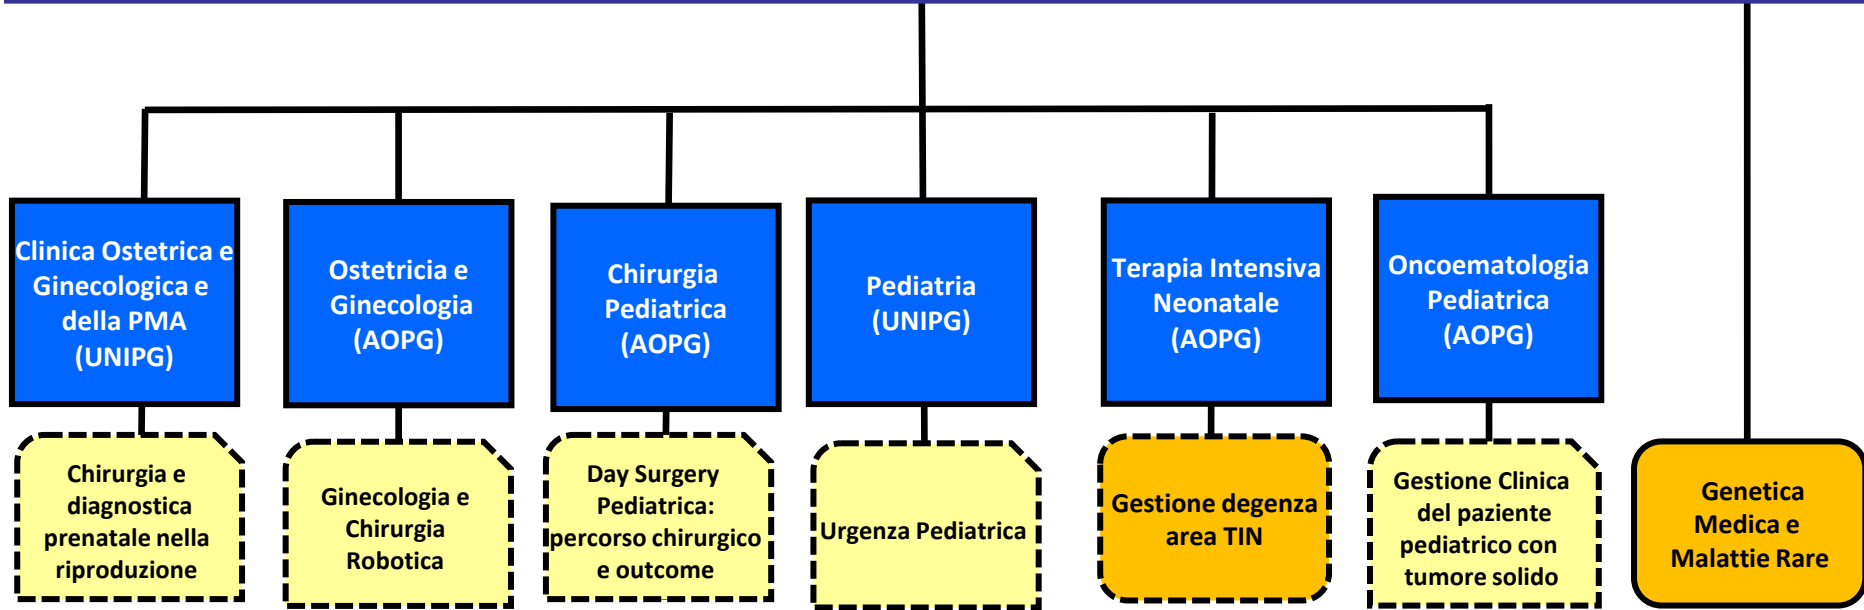 Clinica Ostetrica e
Ginecologica e
della PMA
(UNIPG)
Ostetricia e
Ginecologia
(AOPG)
Chirurgia
Pediatrica
(AOPG)
Pediatria
(UNIPG)
Terapia Intensiva
Neonatale
(AOPG)
Oncoematologia
Pediatrica
(AOPG)
Chirurgia e
diagnostica
prenatale nella
riproduzione
Ginecologia e
Chirurgia
Robotica
Day Surgery
Pediatrica:
percorso chirurgico
e outcome
Urgenza Pediatrica
Gestione degenza
area TIN
Gestione Clinica
del paziente
pediatrico con
tumore solido
Genetica
Medica e
Malattie Rare